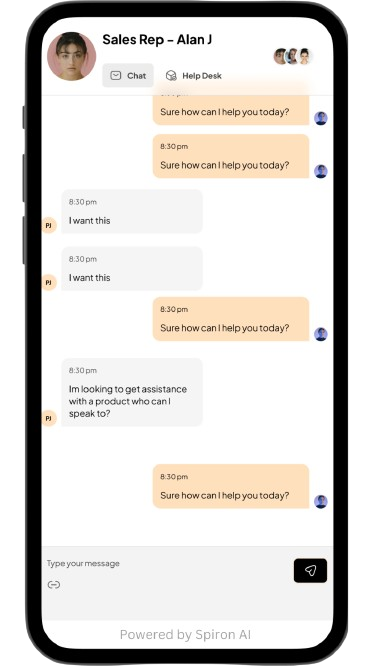 Sales Rep – Alan J
Chat
Help Desk
Sure how can I help you today?
8:30 pm
Sure how can I help you today?
8:30 pm
I want this
PJ
8:30 pm
I want this
PJ
8:30 pm
Sure how can I help you today?
8:30 pm
Im looking to get assistance
with a product who can I
speak to?
PJ
8:30 pm
Sure how can I help you today?
Type your message
Powered by Spiron AI